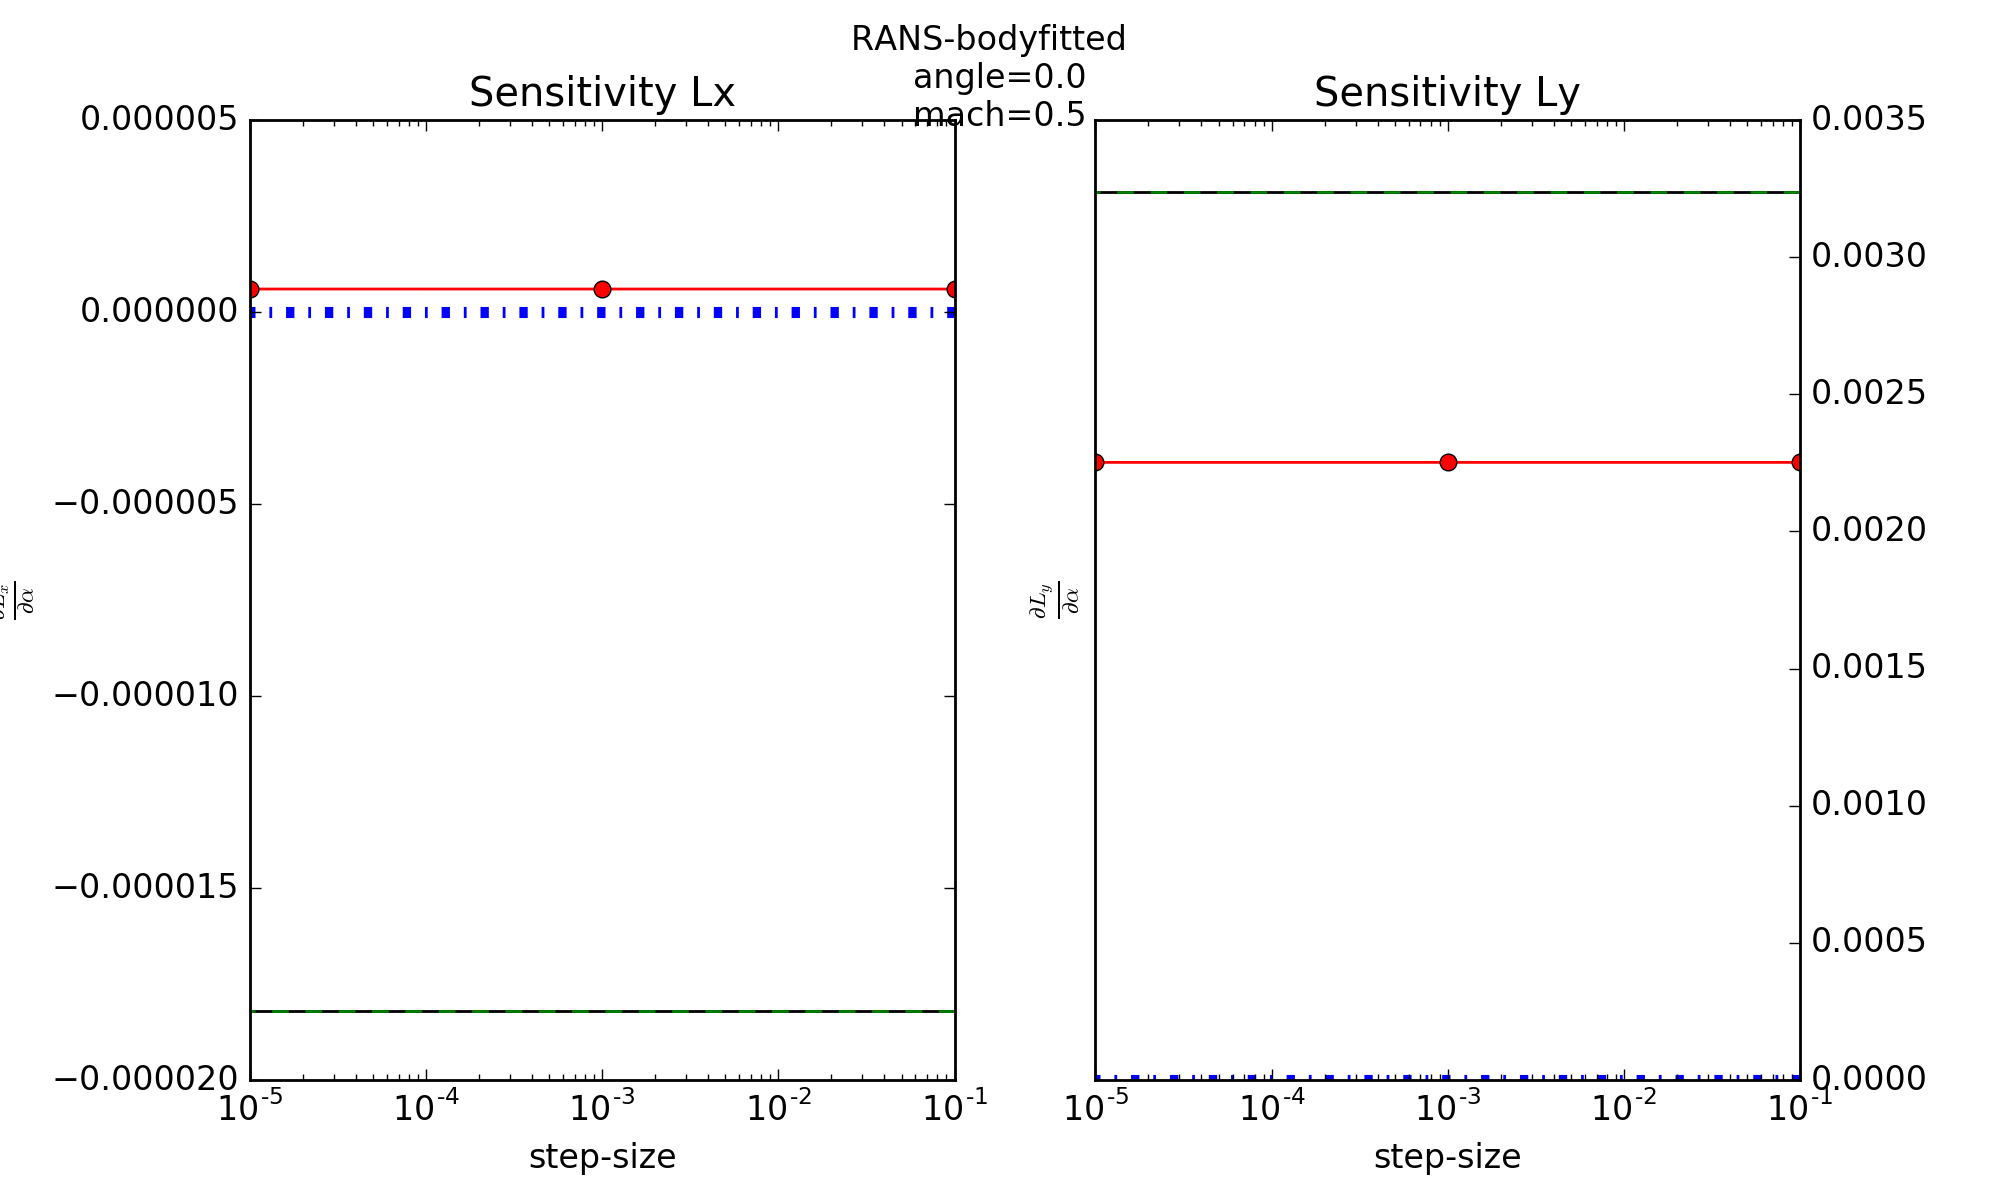 RANS-bodyfitted
angle=0.0
mach=0.5
Sensitivity Lx
0.000005
0.000000
−0.000005
−0.000010
−0.000015
−0.000020
∂α
10^-5 10^-4 10^-3 10^-2 10^-1
step-size
Sensitivity Ly
0.0035
0.0030
0.0025
0.0020
0.0015
0.0010
0.0005
0.0000
∂L_y
∂α
10^-5 10^-4 10^-3 10^-2 10^-1
step-size